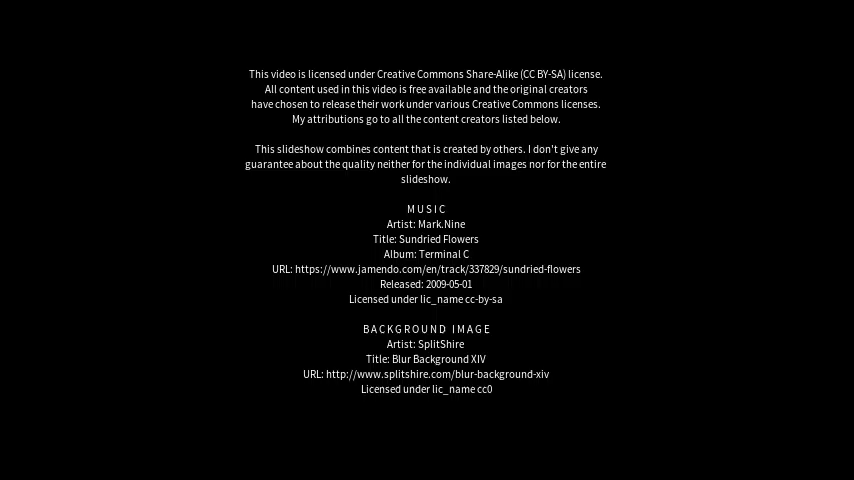 This video is licensed under Creative Commons Share-Alike (CC BY-SA) license.
All content used in this video is free available and the original creators
have chosen to release their work under various Creative Commons licenses.
My attributions go to all the content creators listed below.
This slideshow combines content that is created by others. I don't give any
guarantee about the quality neither for the individual images nor for the entire
slideshow.
MUSIC
Artist: Mark.Nine
Title: Sundried Flowers
Album: Terminal C
URL: https://www.jamendo.com/en/track/337829/sundried-flowers
Released: 2009-05-01
Licensed under lic_name cc-by-sa
BACKGROUND IMAGE
Artist: SplitShire
Title: Blur Background XIV
URL: http://www.splitshire.com/blur-background-xiv
Licensed under lic_name cc0